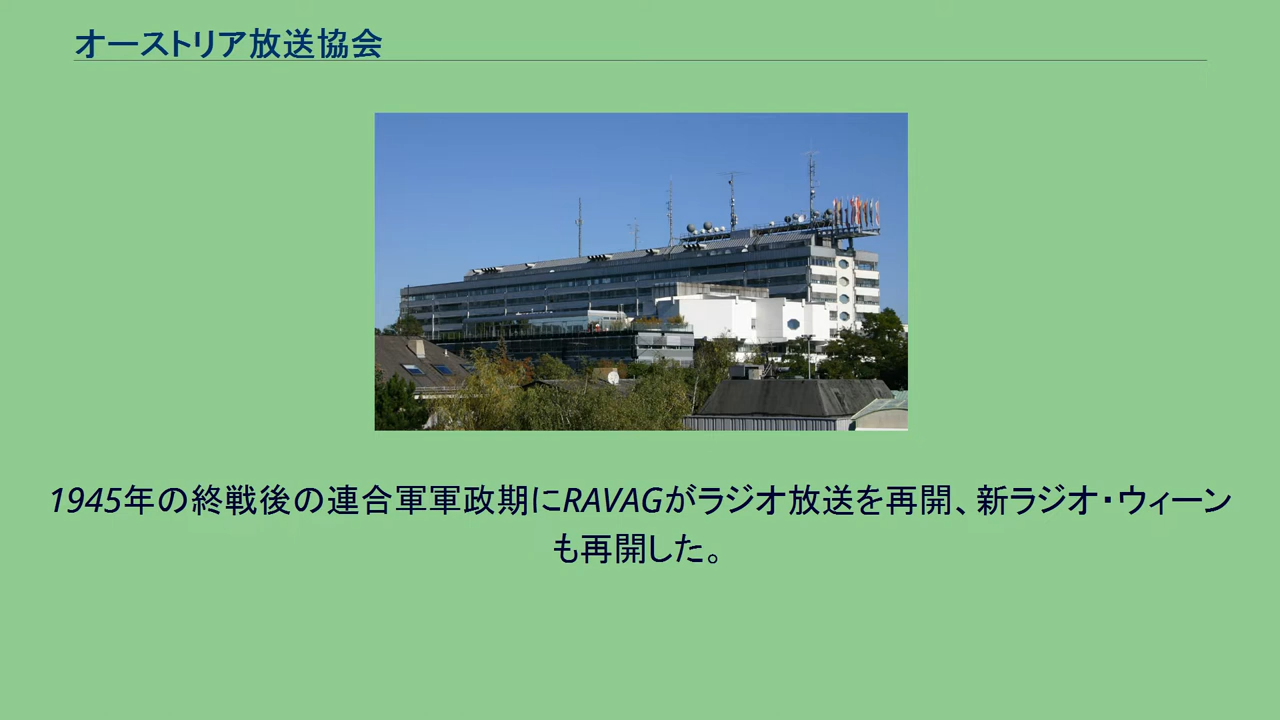 オーストリア放送協会
1945年の終戦後の連合軍軍政期にRAVAGがラジオ放送を再開、新ラジオ・ウィーン
も再開した。